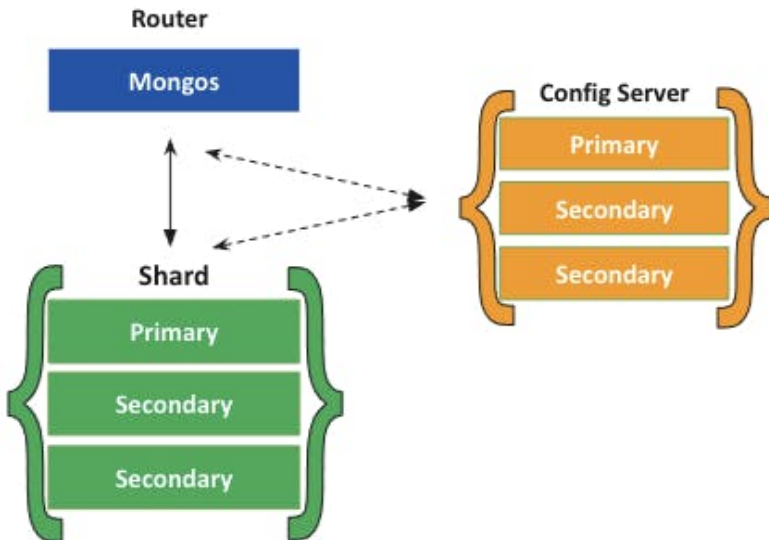 Router
Mongos
Config Server
Primary
Secondary
Secondary
Shard
Primary
Secondary
Secondary